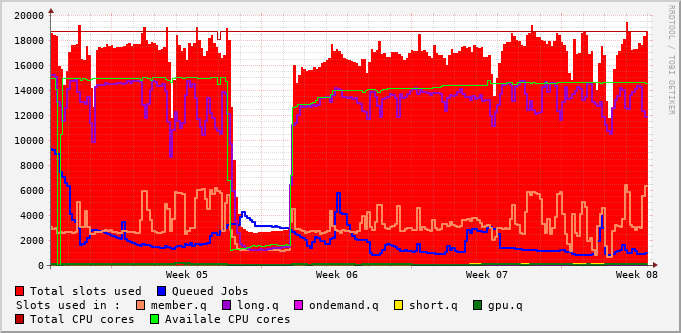 20000
18000
16000
14000
12000
10000
8000
6000
4000
2000
0
Week 05 Week 06 Week 07 Week 08
RRDTOOL / TOBI OETIKER
Total slots used Queued Jobs
Slots used in : member.q long.q ondemand.q short.q gpu.q
Total CPU cores Availale CPU cores